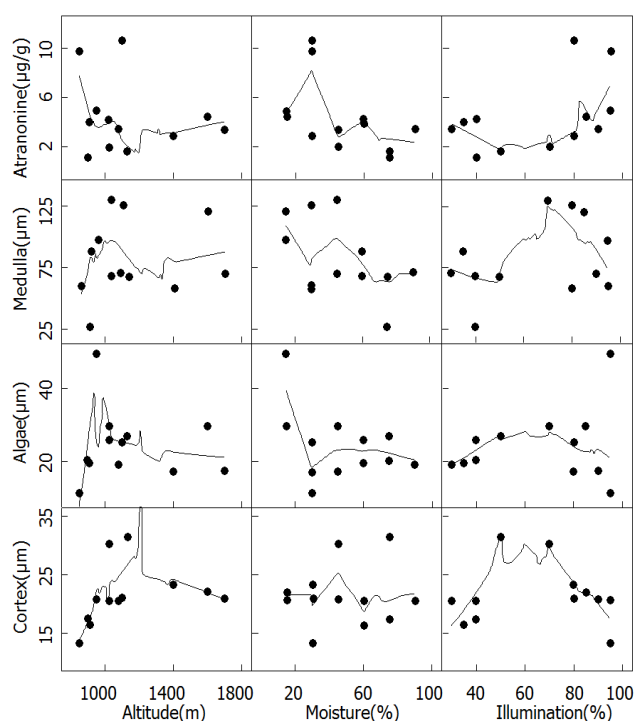 10
6
2
Atranonine(µg/g)
125
75
25
Medulla(µm)
40
20
Algae(µm)
35
25
15
Cortex(µm)
1000 1400 1800 20 60 100 40 60 80 100
Altitude(m) Moisture(%) Illumination(%)